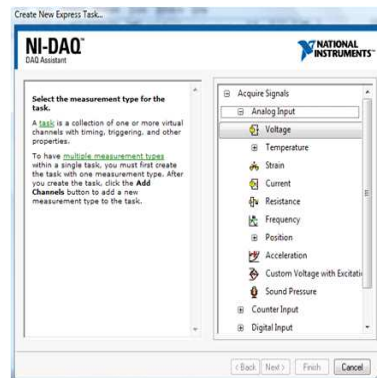 Create New Express Task...
NI-DAQ™
DAQ Assistant
NATIONAL
INSTRUMENTS™
Select the measurement type for the
task.
A task is a collection of one or more virtual
channels with timing, triggering, and other
properties.
To have multiple measurement types
within a single task, you must first create
the task with one measurement type. After
you create the task, click the Add
Channels button to add a new
measurement type to the task.
Acquire Signals
Analog Input
Voltage
Temperature
Strain
Current
Resistance
Frequency
Position
Acceleration
Custom Voltage with Excitatio
Sound Pressure
Counter Input
Digital Input
< Back Next > Finish Cancel